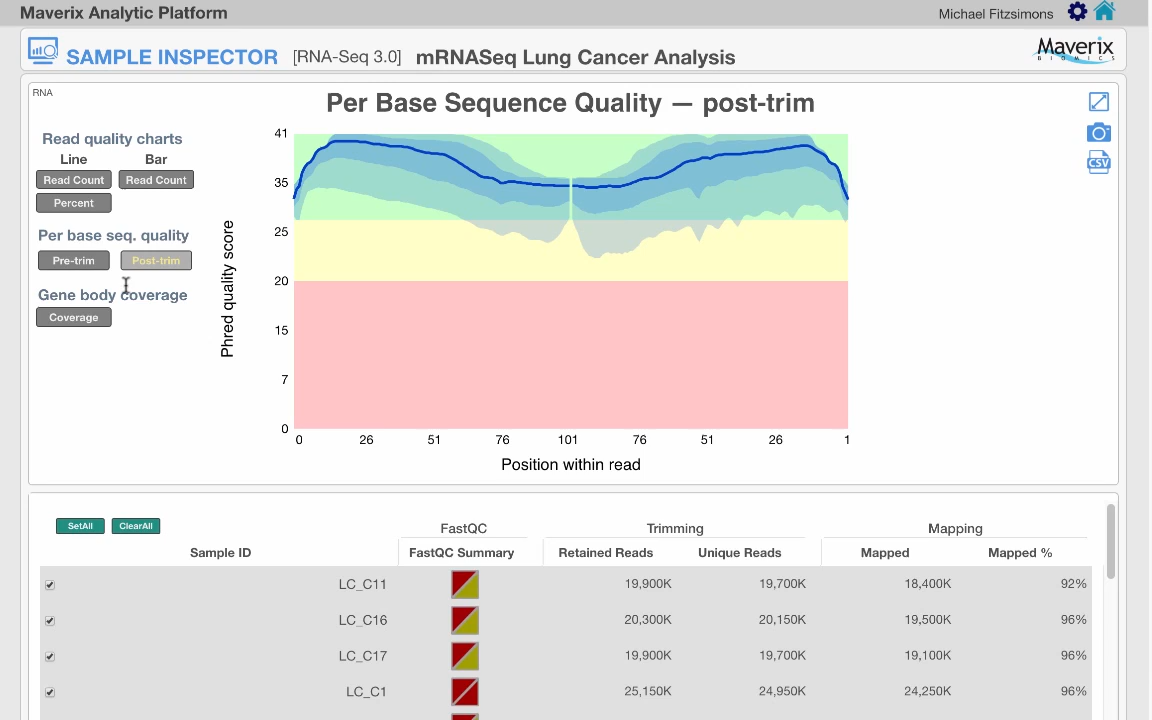 Maverix Analytic Platform
Michael Fitzsimons
SAMPLE INSPECTOR [RNA-Seq 3.0] mRNASeq Lung Cancer Analysis
Maverix
BIOMICS
RNA
Per Base Sequence Quality — post-trim
CSV
Read quality charts
Line Bar
Read Count Read Count
Percent
Per base seq. quality
Pre-trim Post-trim
Gene body coverage
Coverage
Phred quality score
41
35
25
20
15
7
0
0 26 51 76 101 76 51 26 1
Position within read
SetAll ClearAll
FastQC Trimming Mapping
Sample ID FastQC Summary Retained Reads Unique Reads Mapped Mapped %
LC_C11 19,900K 19,700K 18,400K 92%
LC_C16 20,300K 20,150K 19,500K 96%
LC_C17 19,900K 19,700K 19,100K 96%
LC_C1 25,150K 24,950K 24,250K 96%